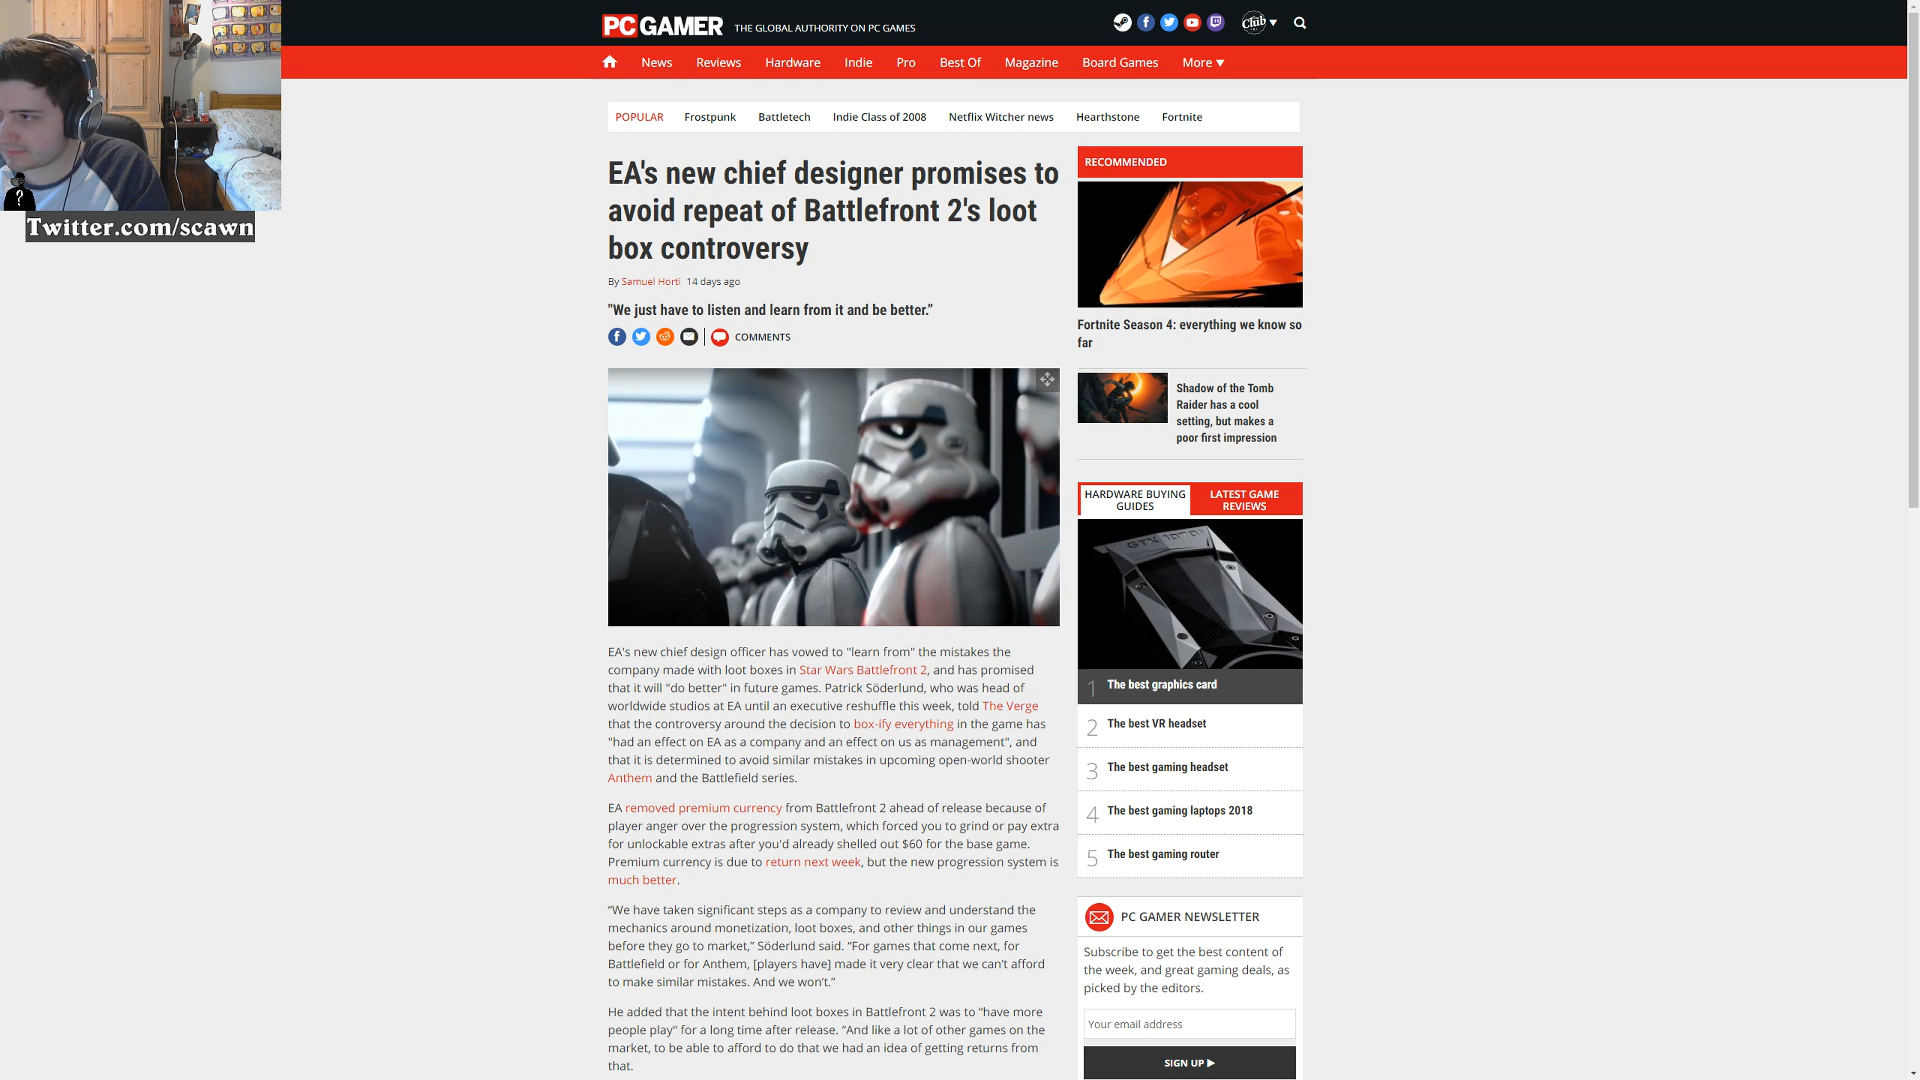 PC GAMER THE GLOBAL AUTHORITY ON PC GAMES
Club
News Reviews Hardware Indie Pro Best Of Magazine Board Games More
POPULAR Frostpunk Battletech Indie Class of 2008 Netflix Witcher news Hearthstone Fortnite
Twitter.com/scawn
?
EA's new chief designer promises to
avoid repeat of Battlefront 2's loot
box controversy
By Samuel Horti 14 days ago
"We just have to listen and learn from it and be better.”
COMMENTS
EA's new chief design officer has vowed to "learn from" the mistakes the
company made with loot boxes in Star Wars Battlefront 2, and has promised
that it will "do better" in future games. Patrick Söderlund, who was head of
worldwide studios at EA until an executive reshuffle this week, told The Verge
that the controversy around the decision to box-ify everything in the game has
"had an effect on EA as a company and an effect on us as management", and
that it is determined to avoid similar mistakes in upcoming open-world shooter
Anthem and the Battlefield series.
EA removed premium currency from Battlefront 2 ahead of release because of
player anger over the progression system, which forced you to grind or pay extra
for unlockable extras after you'd already shelled out $60 for the base game.
Premium currency is due to return next week, but the new progression system is
much better.
“We have taken significant steps as a company to review and understand the
mechanics around monetization, loot boxes, and other things in our games
before they go to market,” Söderlund said. “For games that come next, for
Battlefield or for Anthem, [players have] made it very clear that we can’t afford
to make similar mistakes. And we won’t.”
He added that the intent behind loot boxes in Battlefront 2 was to “have more
people play" for a long time after release. “And like a lot of other games on the
market, to be able to afford to do that we had an idea of getting returns from
that.
RECOMMENDED
Fortnite Season 4: everything we know so
far
Shadow of the Tomb
Raider has a cool
setting, but makes a
poor first impression
HARDWARE BUYING
GUIDES
LATEST GAME
REVIEWS
GTX 1070
1 The best graphics card
2 The best VR headset
3 The best gaming headset
4 The best gaming laptops 2018
5 The best gaming router
PC GAMER NEWSLETTER
Subscribe to get the best content of
the week, and great gaming deals, as
picked by the editors.
Your email address
SIGN UP